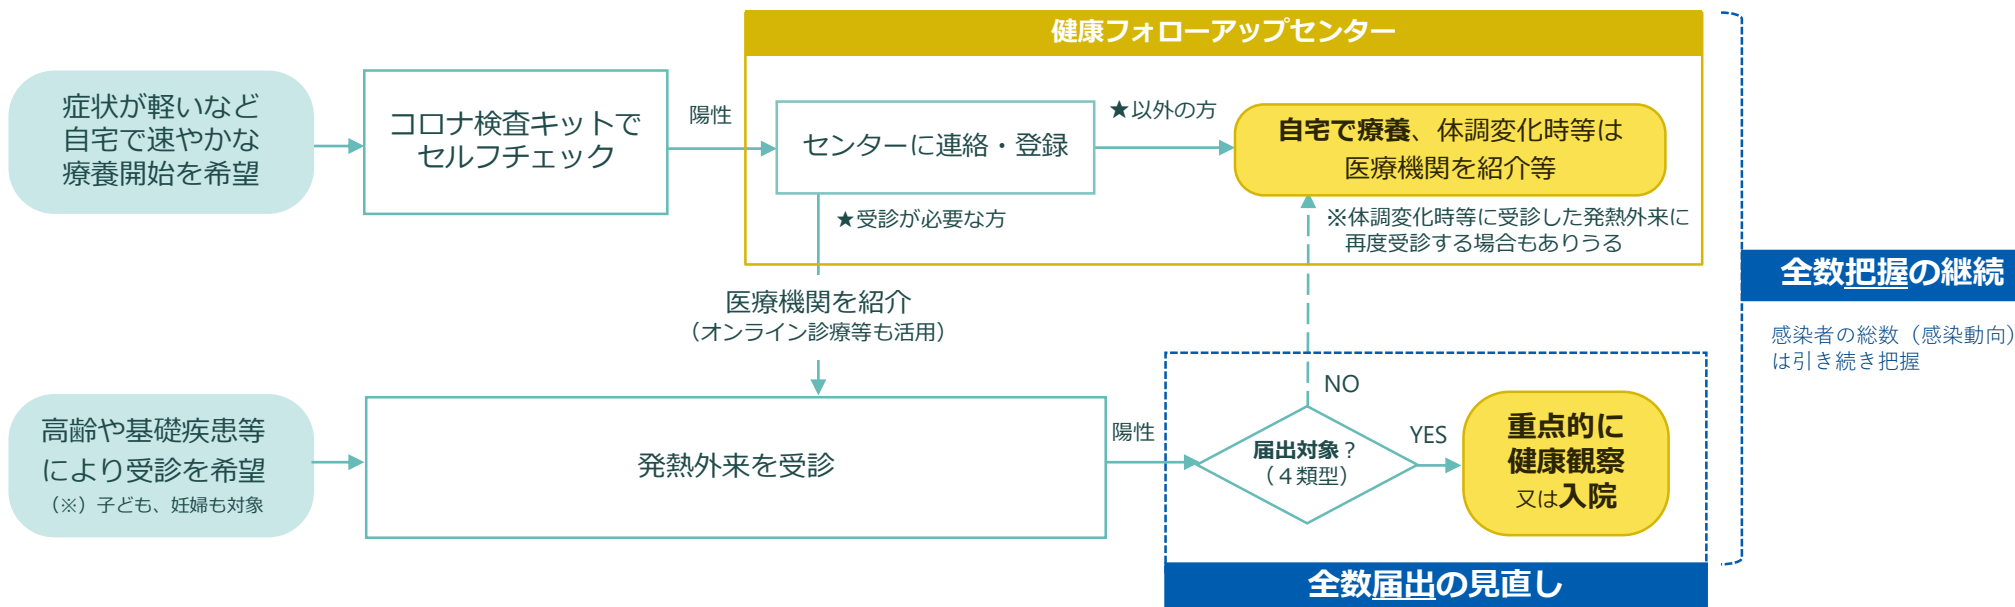 健康フォローアップセンター
症状が軽いなど
自宅で速やかな
療養開始を希望
コロナ検査キットで
セルフチェック
陽性
センターに連絡・登録
★以外の方
自宅で療養、体調変化時等は
医療機関を紹介等
★受診が必要な方
※体調変化時等に受診した発熱外来に
再度受診する場合もありうる
全数把握の継続
感染者の総数（感染動向）
は引き続き把握
医療機関を紹介
（オンライン診療等も活用）
高齢や基礎疾患等
により受診を希望
（※）子ども、妊婦も対象
発熱外来を受診
陽性
届出対象？
（４類型）
NO
YES
重点的に
健康観察
又は入院
全数届出の見直し